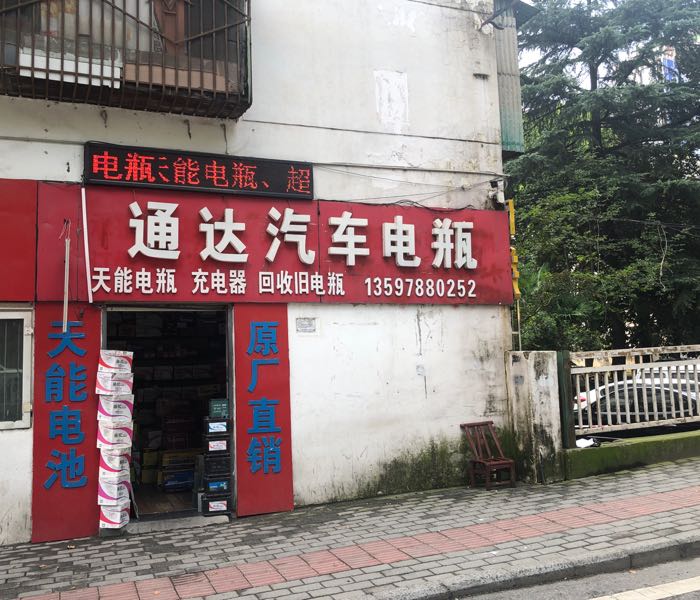 电瓶天能电瓶、超
通达汽车电瓶
天能电瓶 充电器 回收旧电瓶 13597880252
天能电池
原厂直销